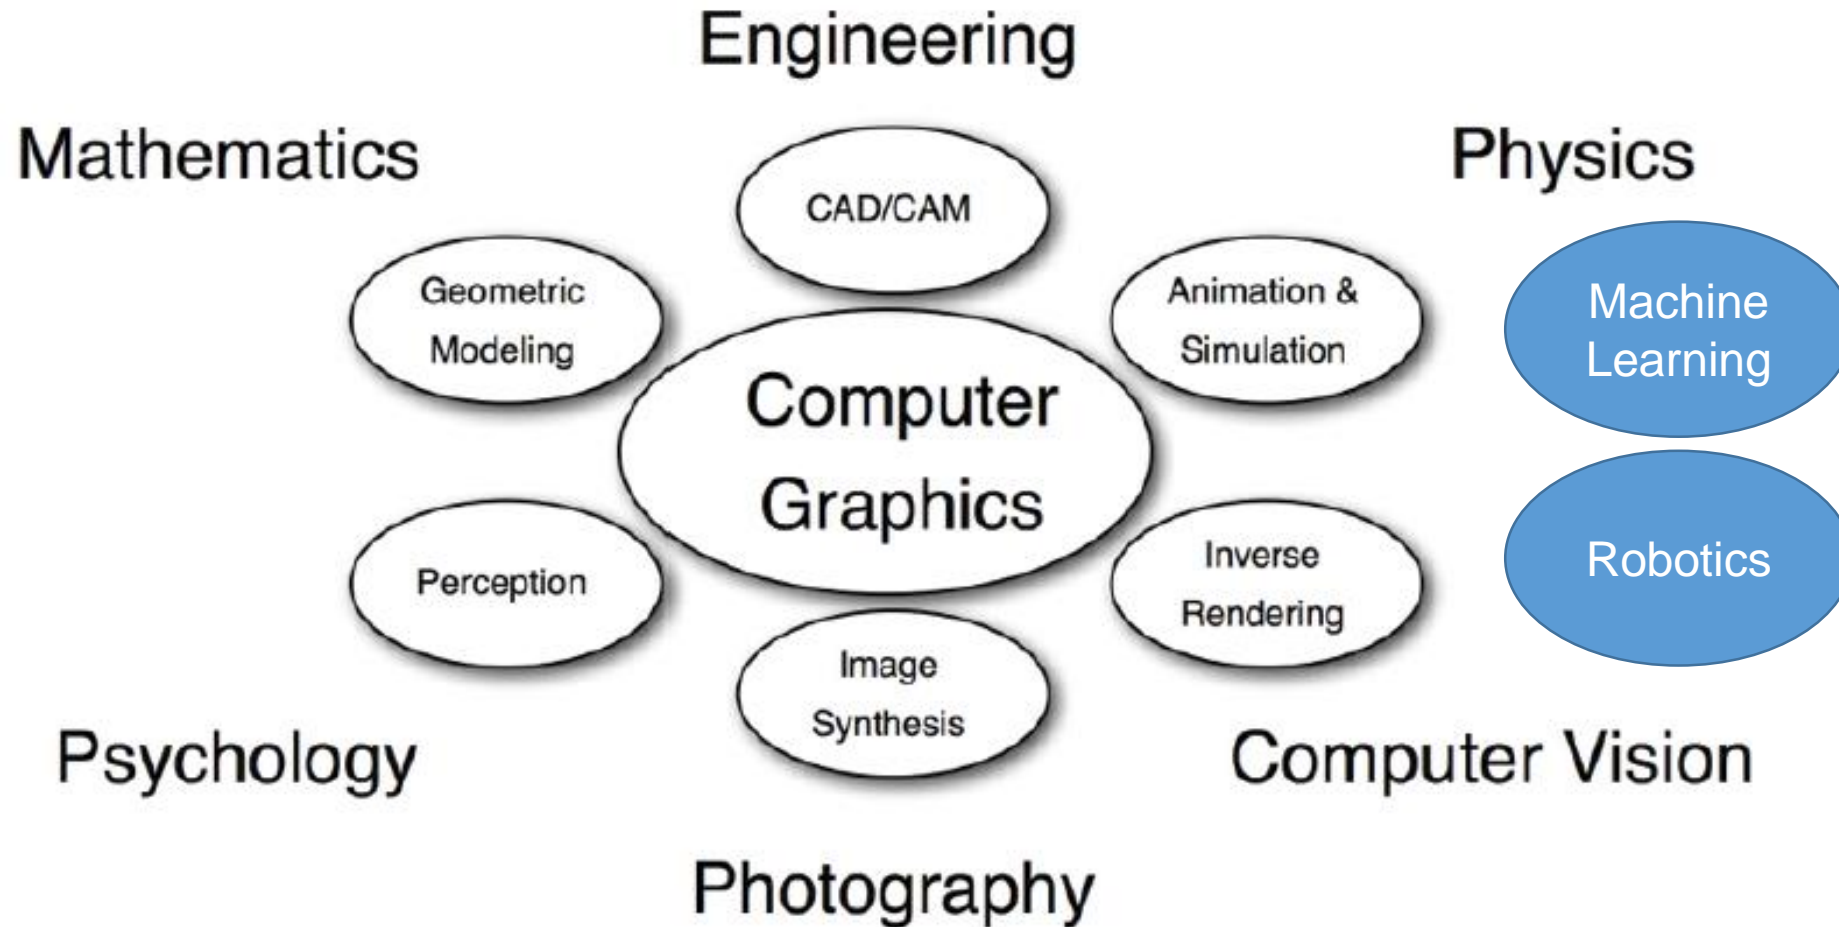 Engineering
Mathematics
Physics
CAD/CAM
Geometric
Modeling
Animation &
Simulation
Machine
Learning
Computer
Graphics
Perception
Inverse
Rendering
Robotics
Image
Synthesis
Psychology
Computer Vision
Photography